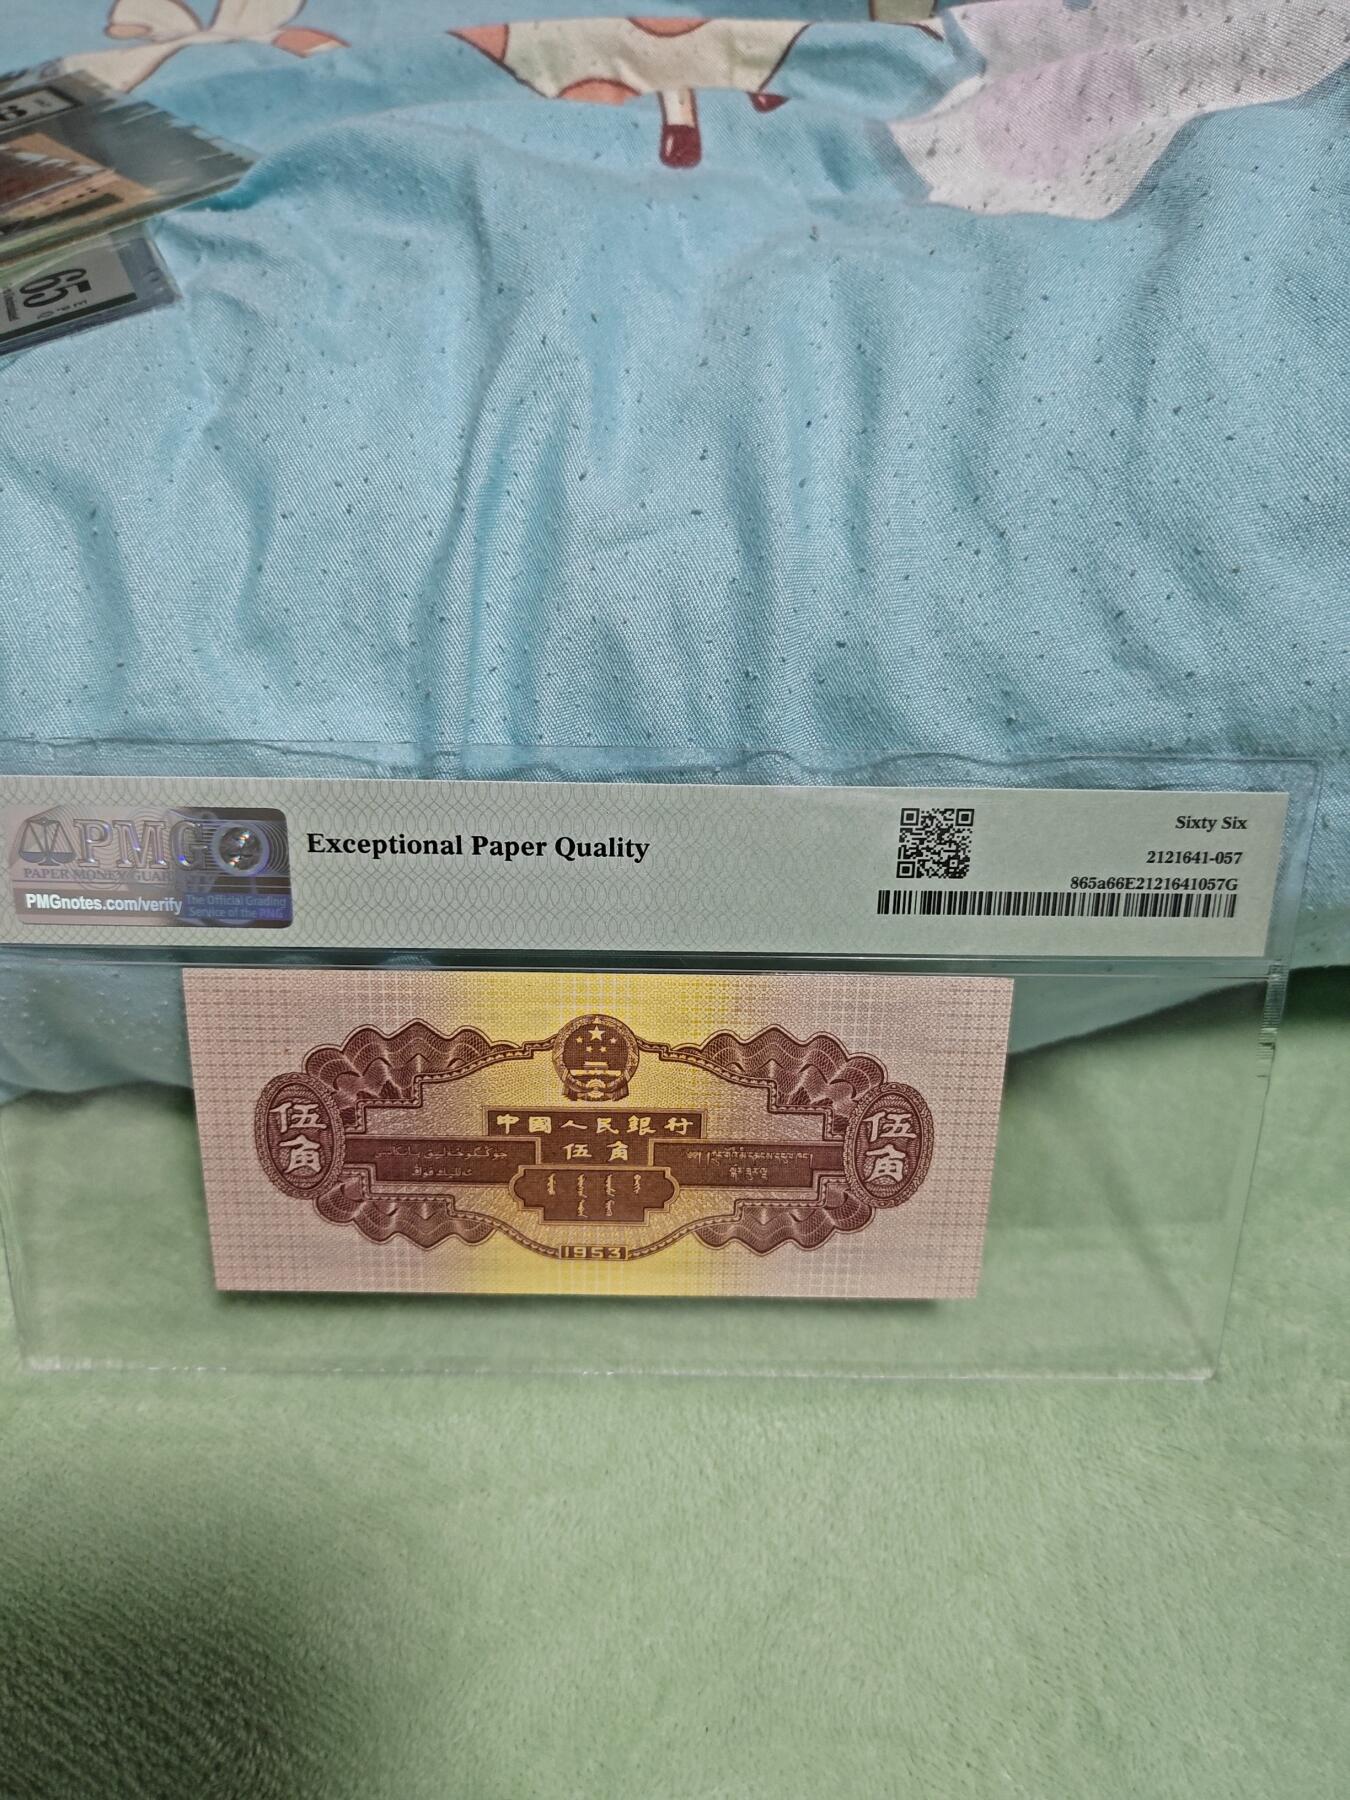 65
E P Q
PMG
PAPER MONEY GUAR
PMGnotes.com/verify
The Official Grading
Service of the PNG
Exceptional Paper Quality
Sixty Six
2121641-057
865a66E2121641057G
中國人民銀行
伍角
伍角
伍角
1953